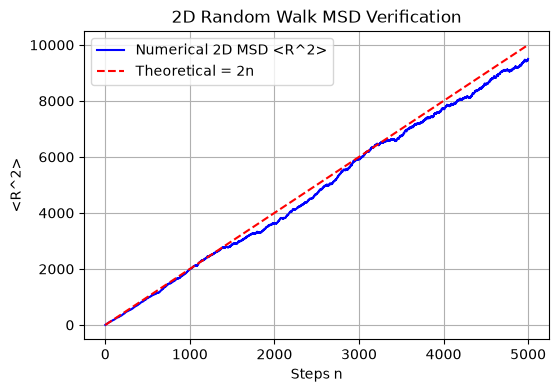 2D Random Walk MSD Verification
Numerical 2D MSD <R^2>
Theoretical = 2n
10000
8000
6000
4000
2000
0
<R^2>
0
1000
2000
3000
4000
5000
Steps n